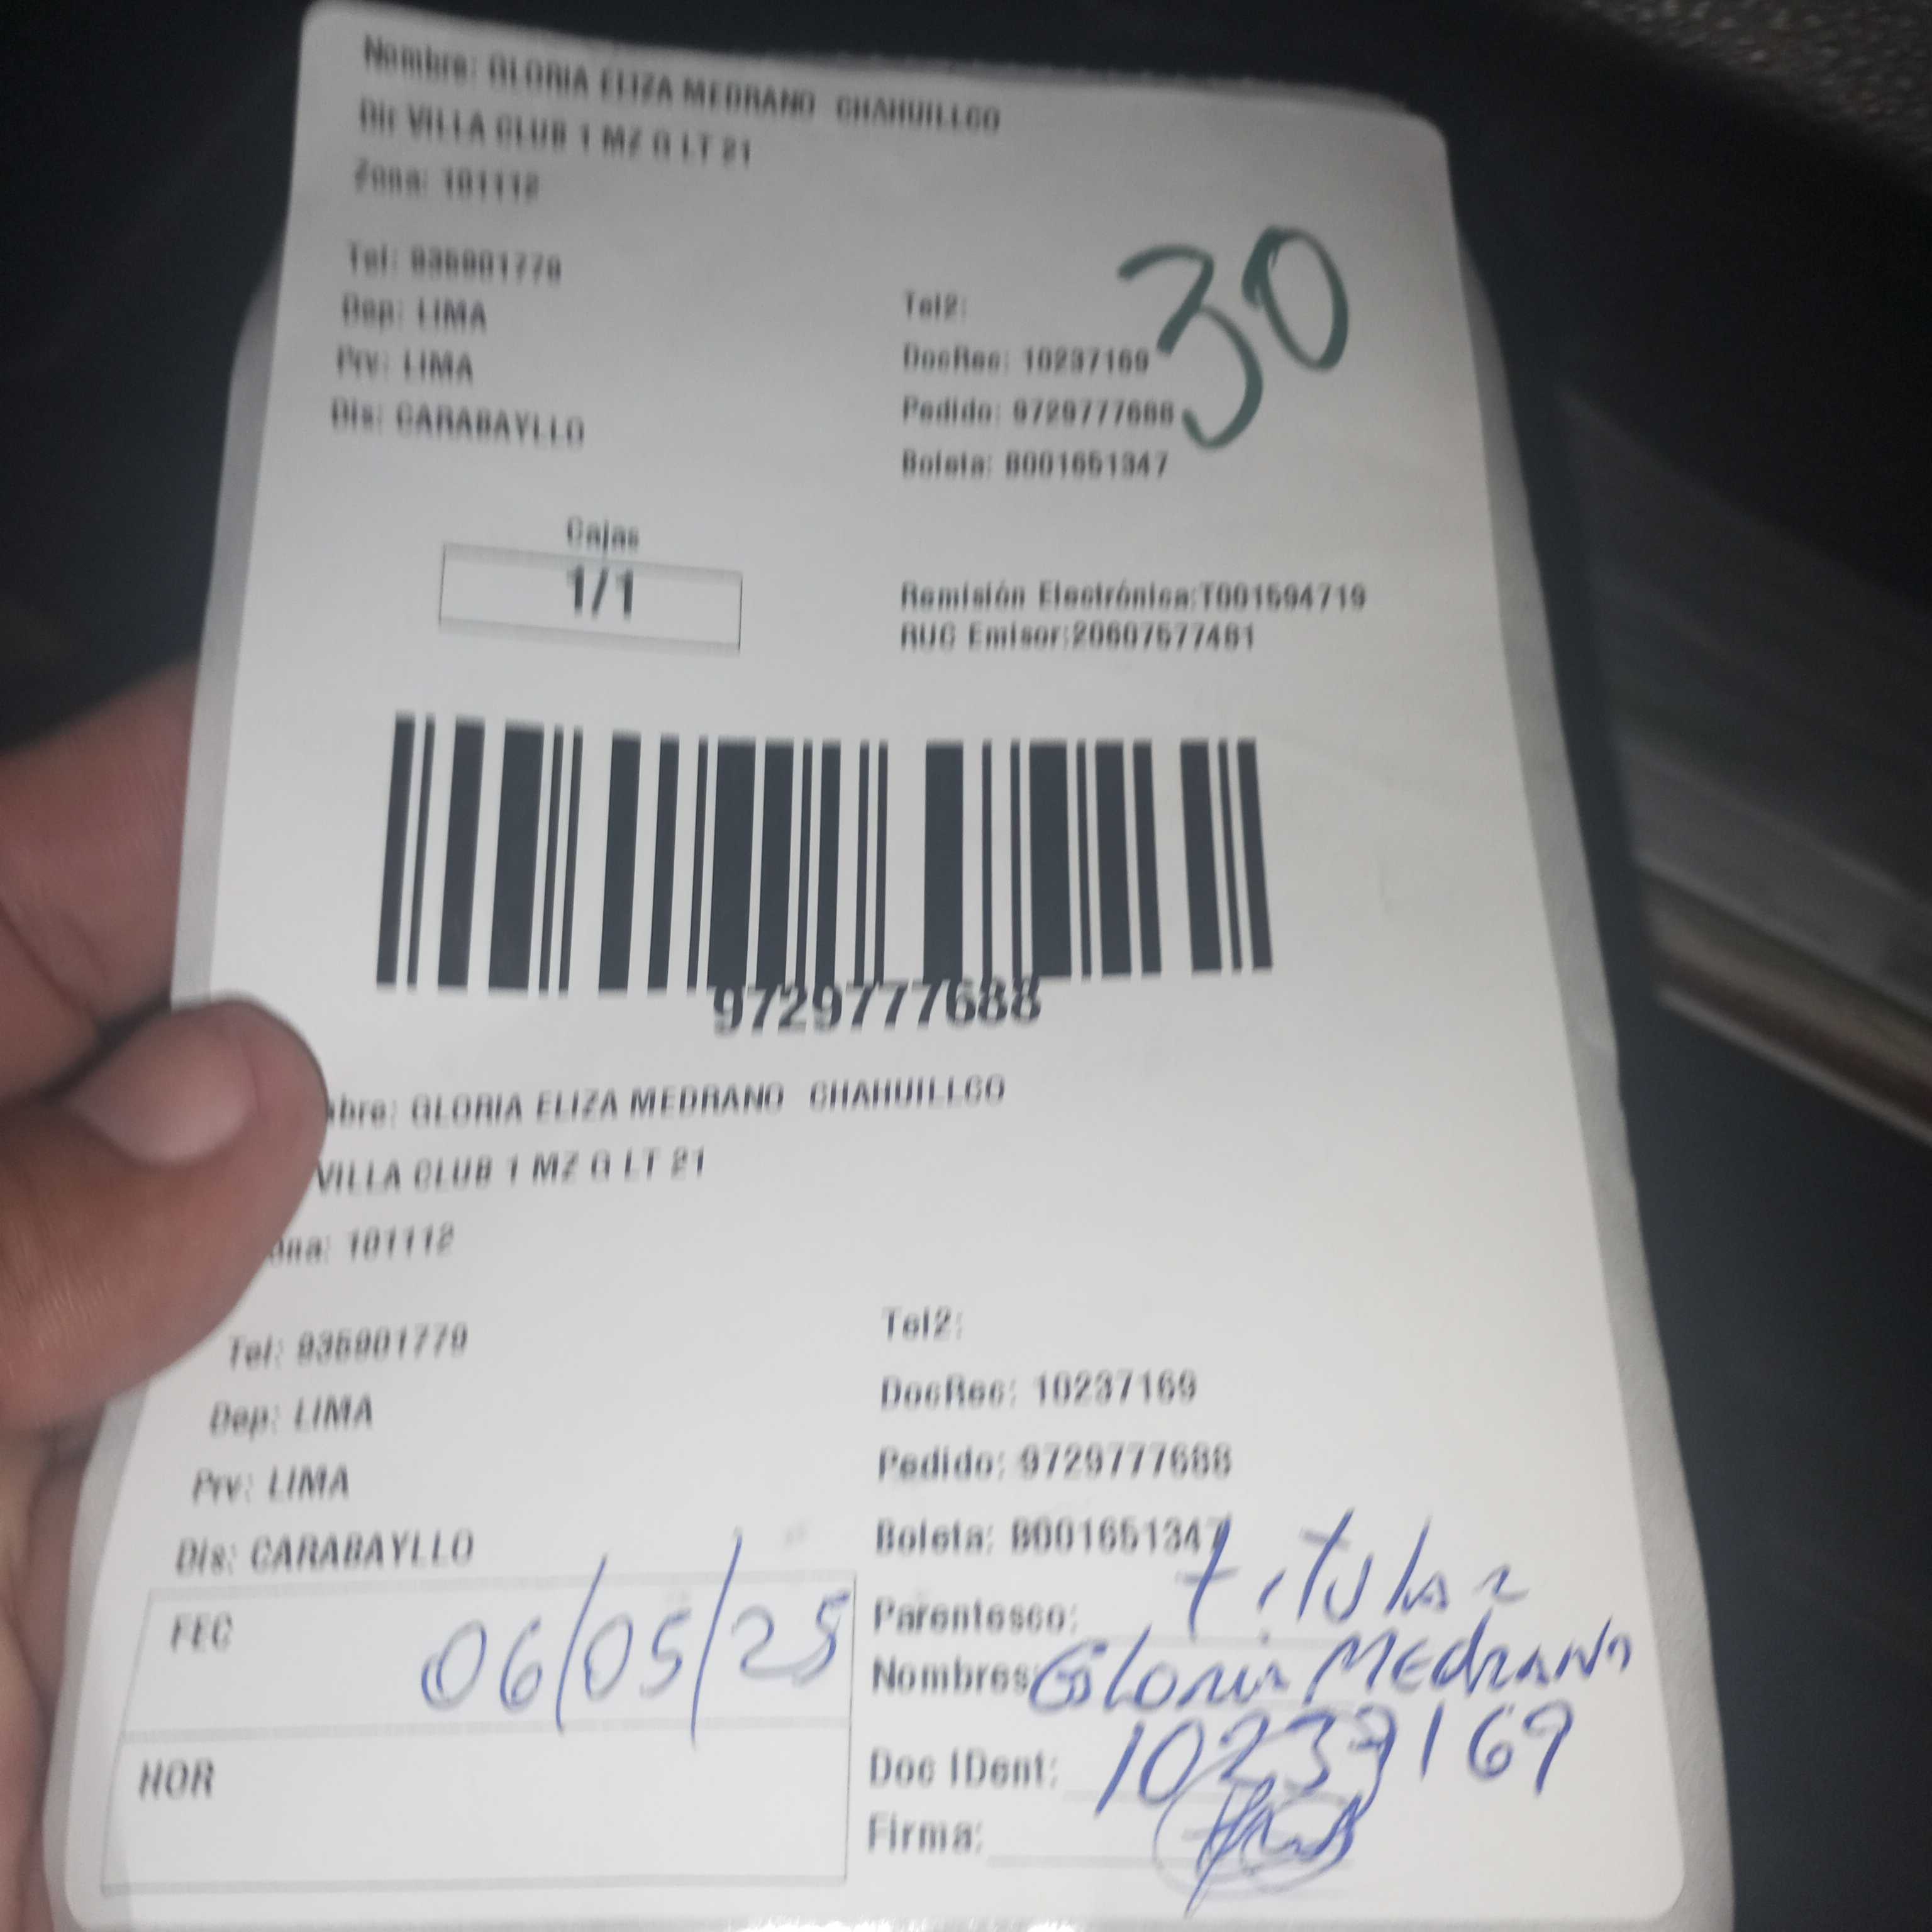 Nombre: GLORIA ELIZA MEDRANO CHAHUILLCO
Dir VILLA CLUB 1 MZ G LT 21
Zona: 101112
Tel: 935901779
Dep: LIMA
Prv: LIMA
Dis: CARABAYLLO
Tel2:
DocRec: 10237169
Pedido: 9729777688
Boleta: B001651347
30
Cajas
1/1
Remisión Electrónica:T001594719
RUC Emisor:20607577481
9729777688
bre: GLORIA ELIZA MEDRANO CHAHUILLCO
VILLA CLUB 1 MZ G LT 21
ona: 101112
Tel: 935901779
Dep: LIMA
Prv: LIMA
Dis: CARABAYLLO
Tel2:
DocRec: 10237169
Pedido: 9729777688
Boleta: B001651347
FEC 06/05/25
HOR
Parentesco: titular
Nombres: Gloria Medrano
Doc IDent: 10237169
Firma: